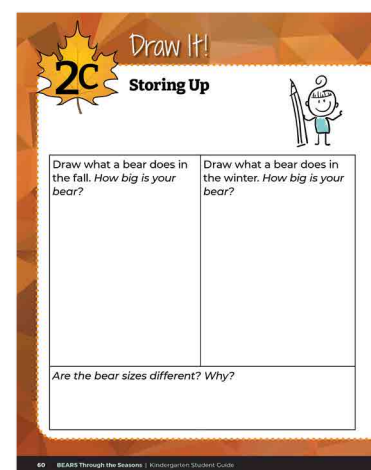 Draw It!
2C
Storing Up
Draw what a bear does in
the fall. How big is your
bear?
Draw what a bear does in
the winter. How big is your
bear?
Are the bear sizes different? Why?
60 BEARS Through the Seasons | Kindergarten Student Guide